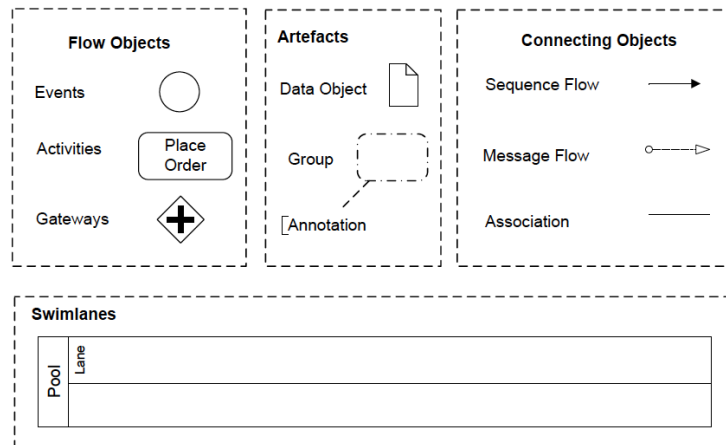 Flow Objects
Events
Activities
Place
Order
Gateways
Artefacts
Data Object
Group
Annotation
Connecting Objects
Sequence Flow
Message Flow
Association
Swimlanes
Pool
Lane